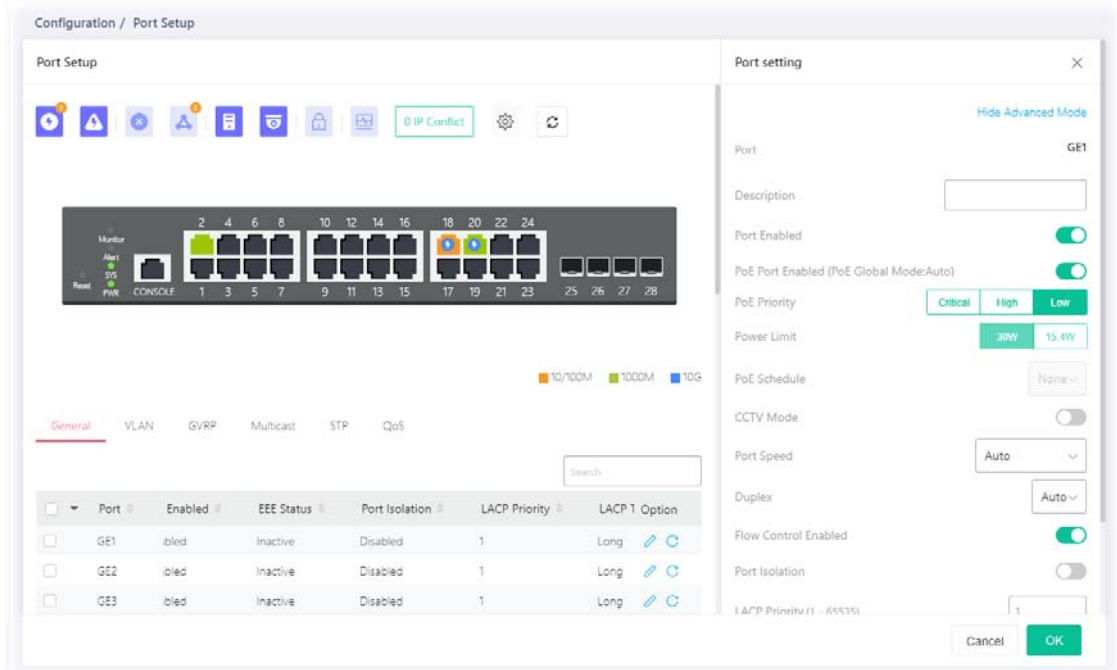 Configuration / Port Setup
Port Setup
0 IP Conflict
2 4 6 8 10 12 14 16 18 20 22 24
Monitor
Alert
SYS
Reset PWR CONSOLE 1 3 5 7 9 11 13 15 17 19 21 23 25 26 27 28
10/100M 1000M 10G
General VLAN GVRP Multicast STP QoS
Search
Port Enabled EEE Status Port Isolation LACP Priority LACP T Option
GE1 bled Inactive Disabled 1 Long
GE2 bled Inactive Disabled 1 Long
GE3 bled Inactive Disabled 1 Long
Port setting
Hide Advanced Mode
Port GE1
Description
Port Enabled
PoE Port Enabled (PoE Global Mode:Auto)
PoE Priority Critical High Low
Power Limit 30W 15.4W
PoE Schedule None
CCTV Mode
Port Speed Auto
Duplex Auto
Flow Control Enabled
Port Isolation
LACP Priority (1 - 65535) 1
Cancel OK